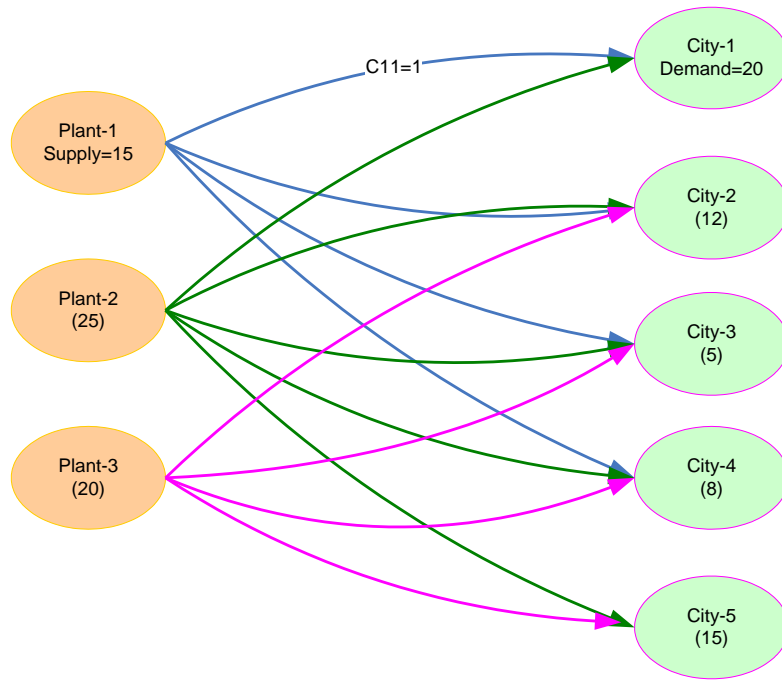 Plant-1
Supply=15
Plant-2
(25)
Plant-3
(20)
C11=1
City-1
Demand=20
City-2
(12)
City-3
(5)
City-4
(8)
City-5
(15)